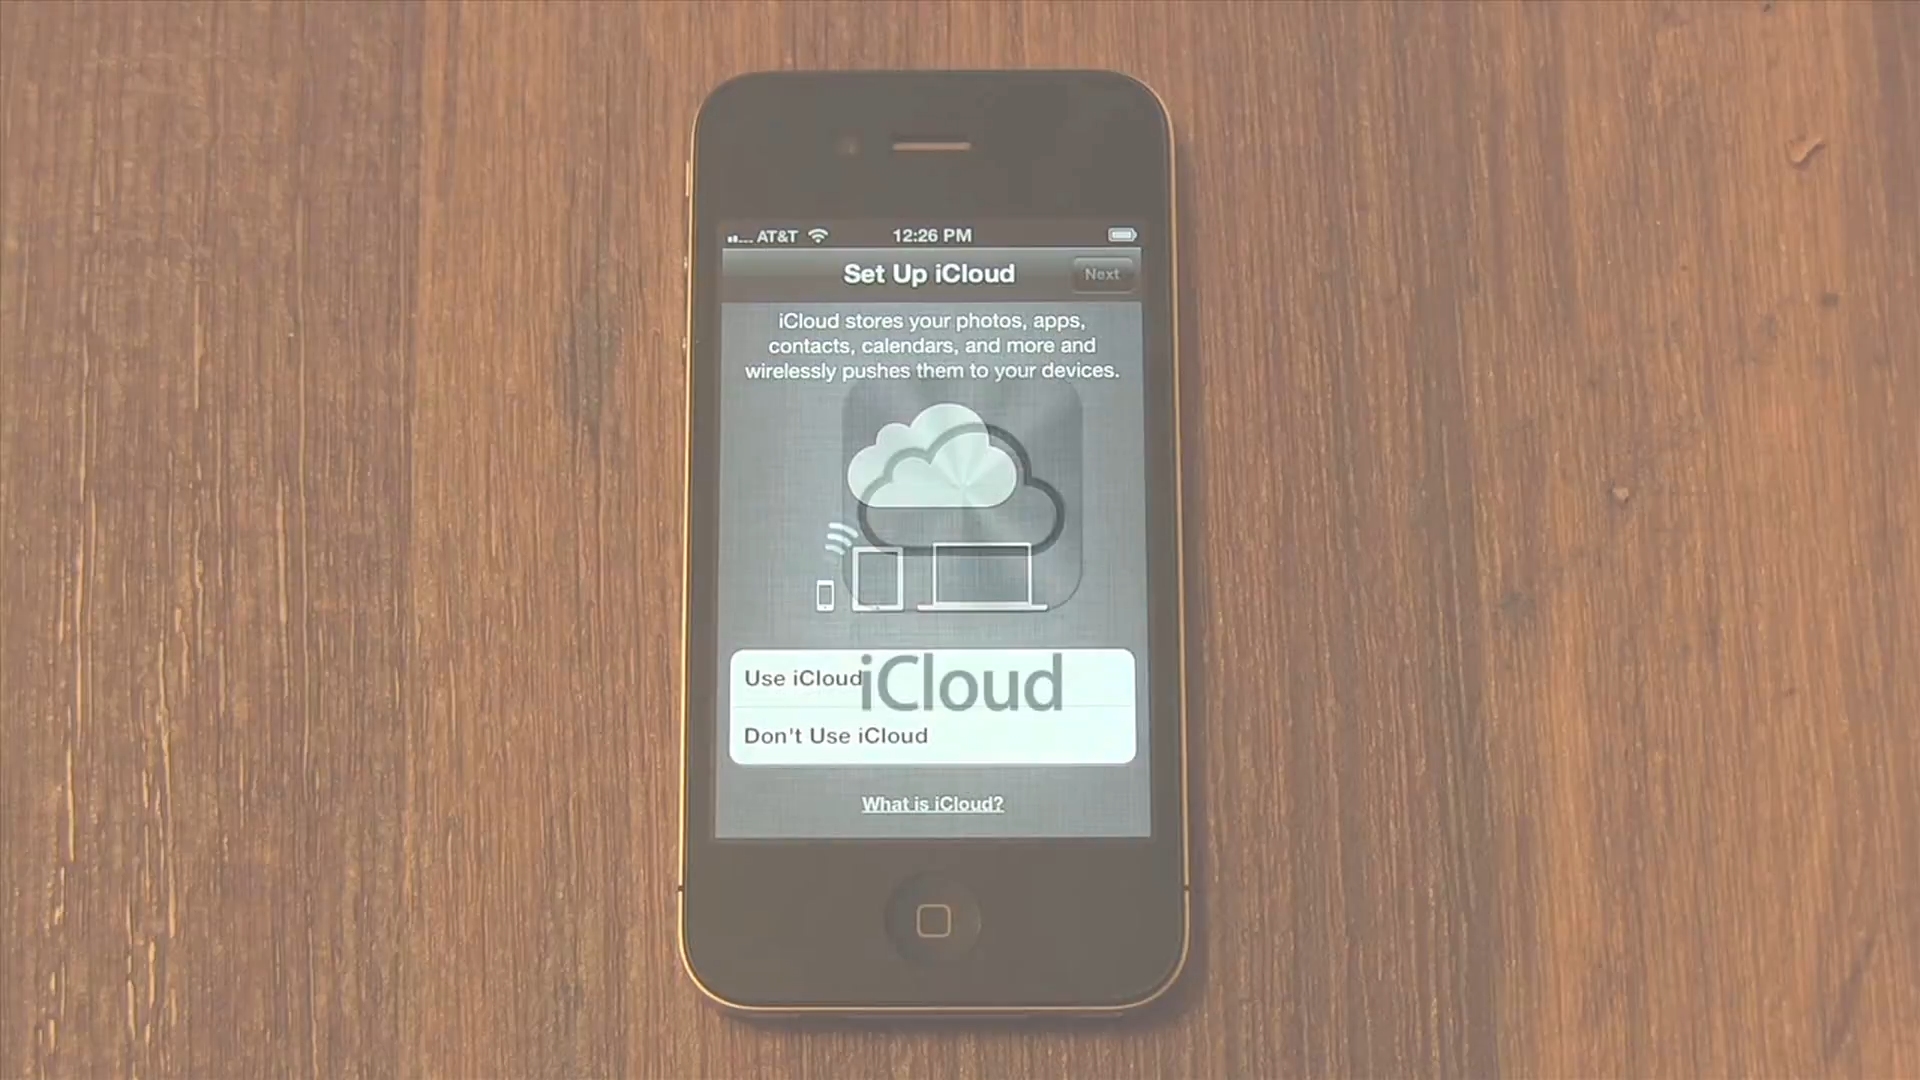 AT&T 12:26 PM
Set Up iCloud Next
iCloud stores your photos, apps,
contacts, calendars, and more and
wirelessly pushes them to your devices.
Use iCloud
iCloud
Don't Use iCloud
What is iCloud?